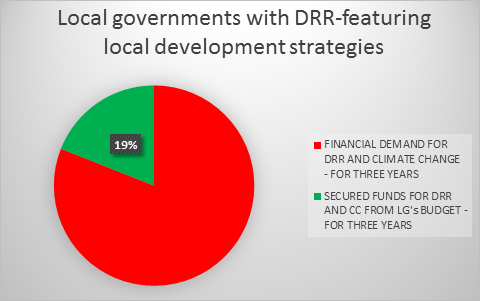 Local governments with DRR-featuring
local development strategies
19%
FINANCIAL DEMAND FOR
DRR AND CLIMATE CHANGE
- FOR THREE YEARS
SECURED FUNDS FOR DRR
AND CC FROM LG's BUDGET -
FOR THREE YEARS